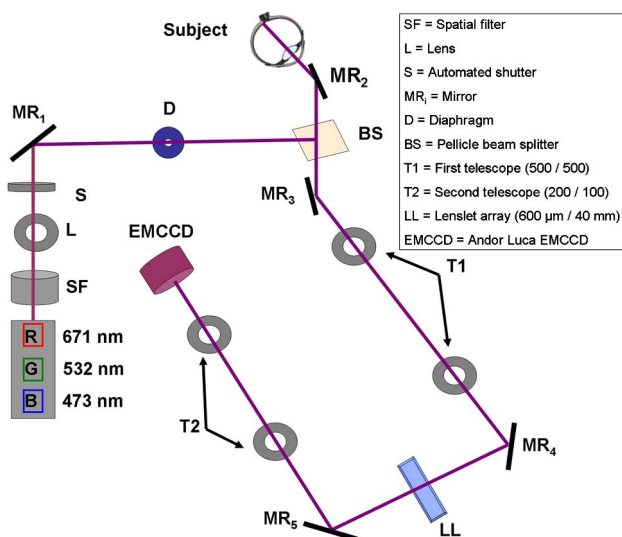 Subject
MR₂
MR₁
D
BS
S
L
SF
R 671 nm
G 532 nm
B 473 nm
EMCCD
MR₃
T1
T2
MR₄
LL
MR₅
SF = Spatial filter
L = Lens
S = Automated shutter
MRᵢ = Mirror
D = Diaphragm
BS = Pellicle beam splitter
T1 = First telescope (500 / 500)
T2 = Second telescope (200 / 100)
LL = Lenslet array (600 µm / 40 mm)
EMCCD = Andor Luca EMCCD